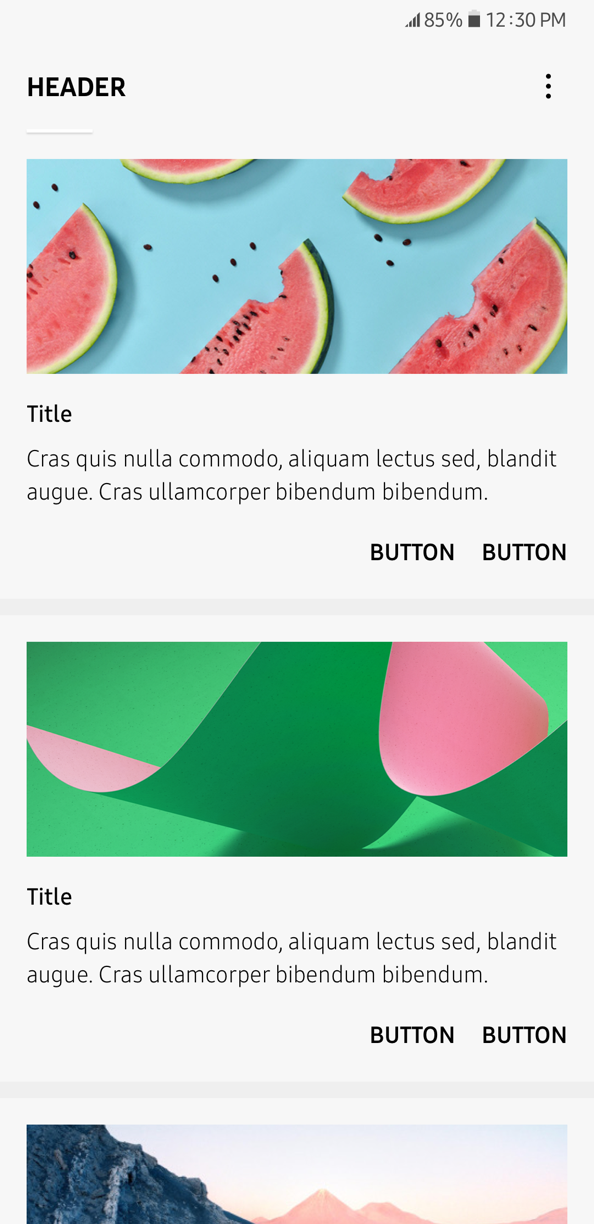 85% 12:30 PM
HEADER
Title
Cras quis nulla commodo, aliquam lectus sed, blandit
augue. Cras ullamcorper bibendum bibendum.
BUTTON BUTTON
Title
Cras quis nulla commodo, aliquam lectus sed, blandit
augue. Cras ullamcorper bibendum bibendum.
BUTTON BUTTON